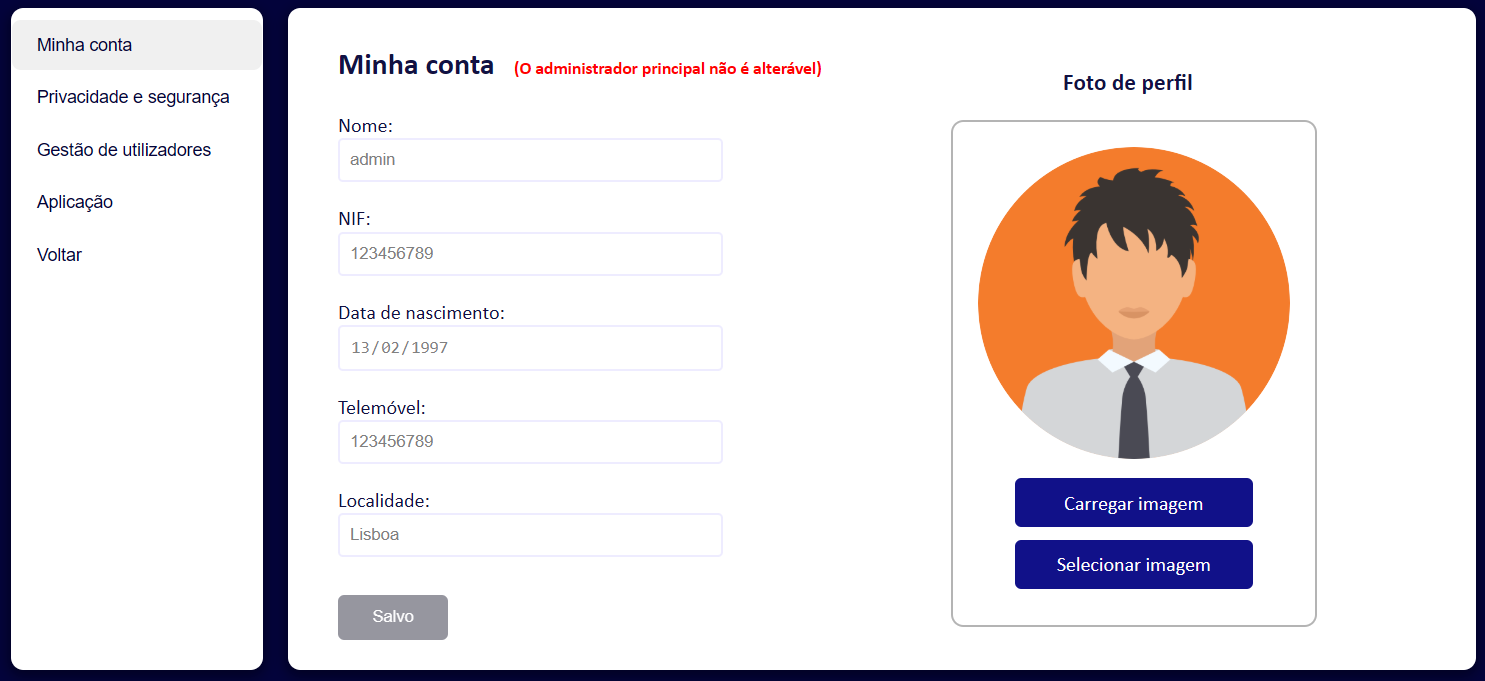 Minha conta
Privacidade e segurança
Gestão de utilizadores
Aplicação
Voltar
Minha conta (O administrador principal não é alterável)
Nome:
admin
NIF:
123456789
Data de nascimento:
13/02/1997
Telemóvel:
123456789
Localidade:
Lisboa
Salvo
Foto de perfil
Carregar imagem
Selecionar imagem